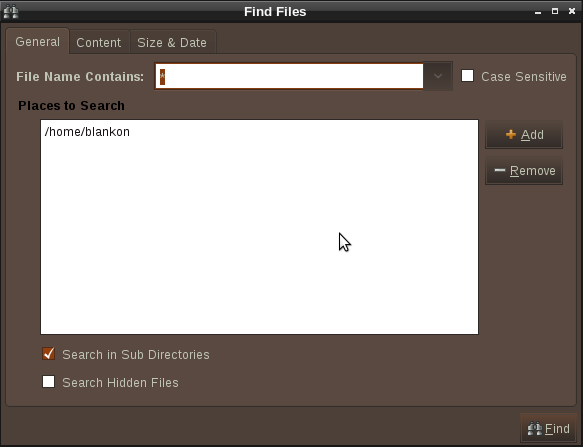 Find Files
General Content Size & Date
File Name Contains: * Case Sensitive
Places to Search
/home/blankon
Add
Remove
Search in Sub Directories
Search Hidden Files
Find